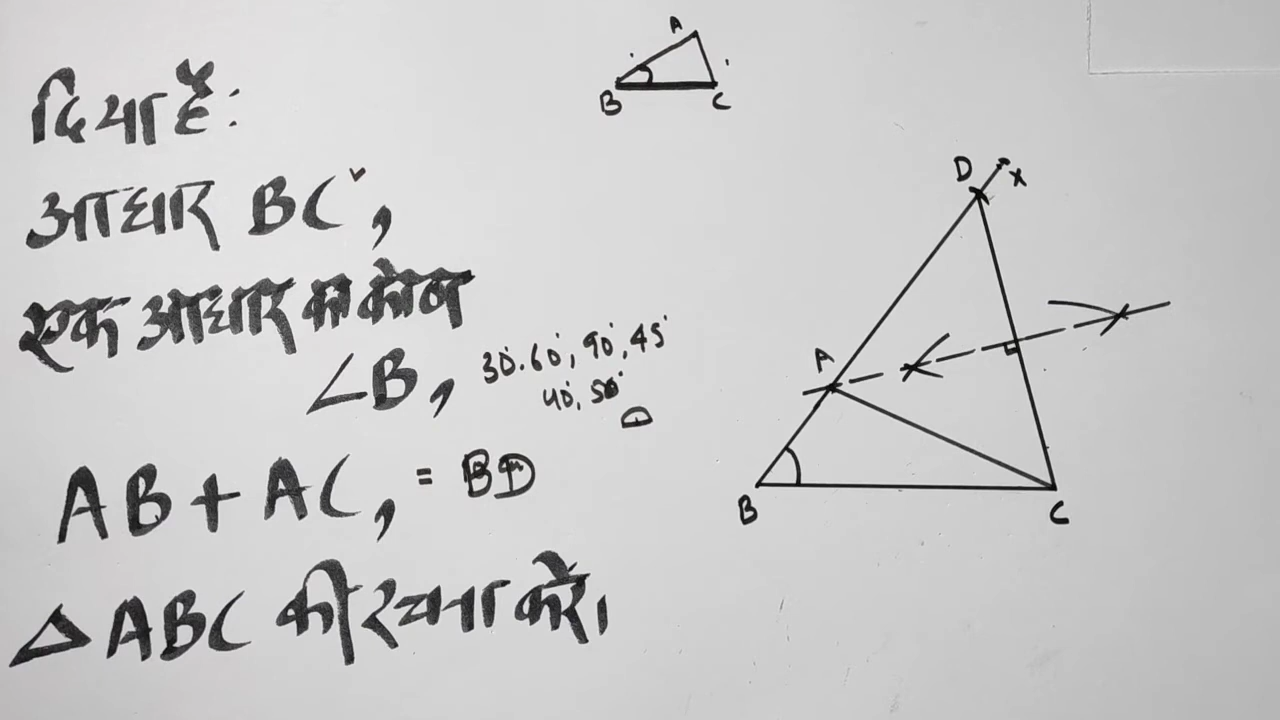 दिया है:
आधार BC,
एक आधार का कोण
∠B, 30°. 60°, 90°, 45°
40°, 50°
AB + AC, = BD
△ ABC की रचना करें।
A
B
C
D
X
A
B
C